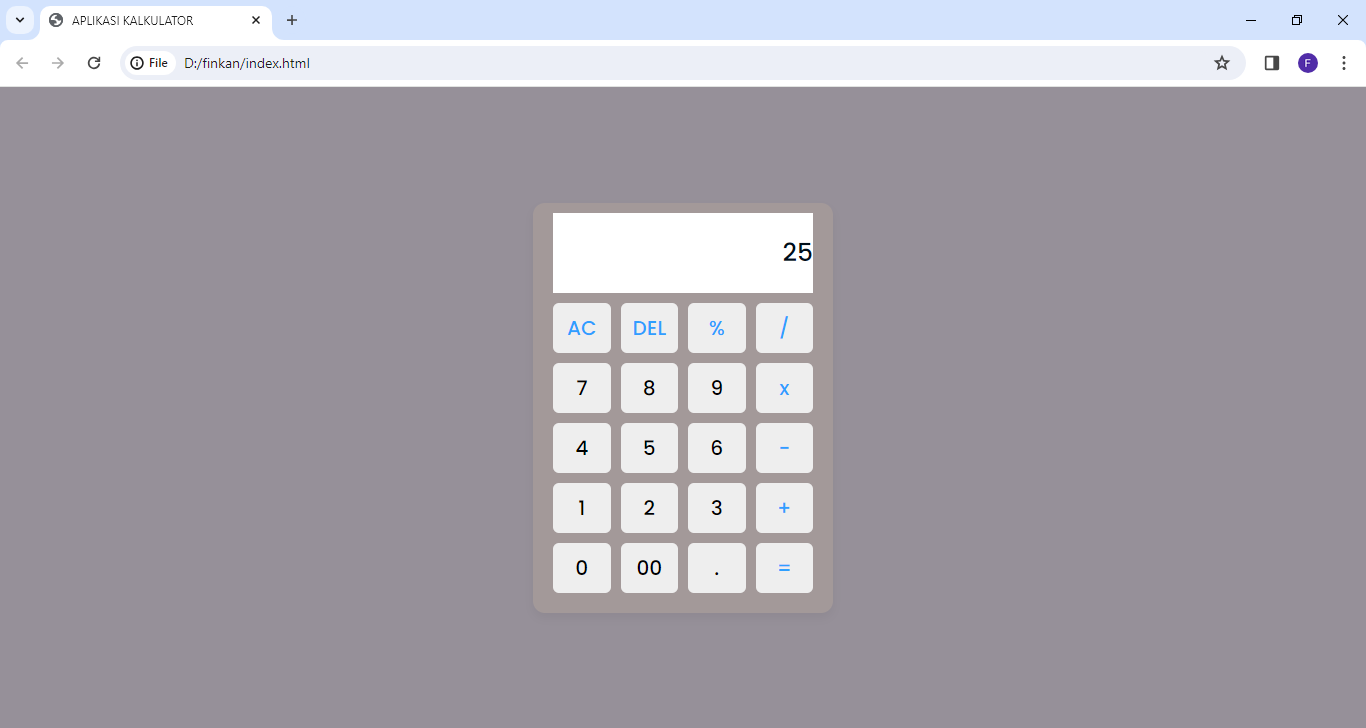 APLIKASI KALKULATOR
File D:/finkan/index.html F
25
AC DEL % /
7 8 9 x
4 5 6 -
1 2 3 +
0 00 . =